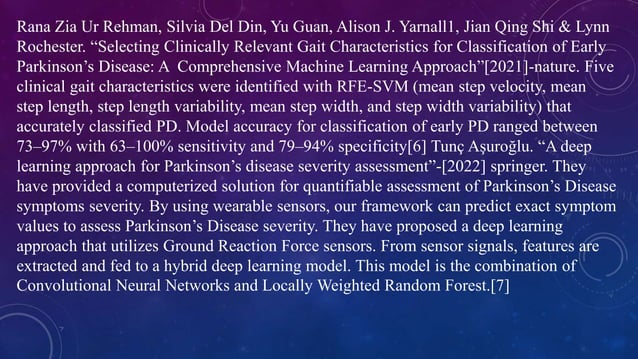 Rana Zia Ur Rehman, Silvia Del Din, Yu Guan, Alison J. Yarnall1, Jian Qing Shi & Lynn
Rochester. “Selecting Clinically Relevant Gait Characteristics for Classification of Early
Parkinson’s Disease: A Comprehensive Machine Learning Approach”[2021]-nature. Five
clinical gait characteristics were identified with RFE-SVM (mean step velocity, mean
step length, step length variability, mean step width, and step width variability) that
accurately classified PD. Model accuracy for classification of early PD ranged between
73–97% with 63–100% sensitivity and 79–94% specificity[6] Tunç Aşuroğlu. “A deep
learning approach for Parkinson’s disease severity assessment”-[2022] springer. They
have provided a computerized solution for quantifiable assessment of Parkinson’s Disease
symptoms severity. By using wearable sensors, our framework can predict exact symptom
values to assess Parkinson’s Disease severity. They have proposed a deep learning
approach that utilizes Ground Reaction Force sensors. From sensor signals, features are
extracted and fed to a hybrid deep learning model. This model is the combination of
Convolutional Neural Networks and Locally Weighted Random Forest.[7]